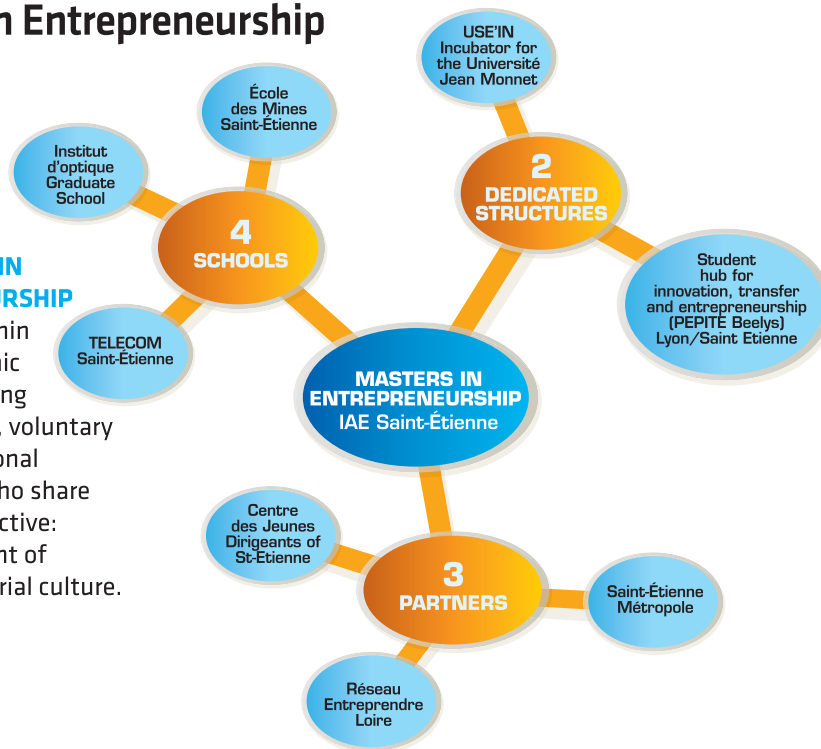 n Entrepreneurship
USE'IN
Incubator for
the Université
Jean Monnet
École
des Mines
Saint-Étienne
Institut
d'optique
Graduate
School
2
DEDICATED
STRUCTURES
4
SCHOOLS
Student
hub for
innovation, transfer
and entrepreneurship
(PEPITE Beelys)
Lyon/Saint Etienne
TELECOM
Saint-Étienne
MASTERS IN
ENTREPRENEURSHIP
IAE Saint-Étienne
IN
URSHIP
hin
nic
ng
, voluntary
onal
ho share
ctive:
nt of
rial culture.
Centre
des Jeunes
Dirigeants of
St-Etienne
3
PARTNERS
Saint-Étienne
Métropole
Réseau
Entreprendre
Loire